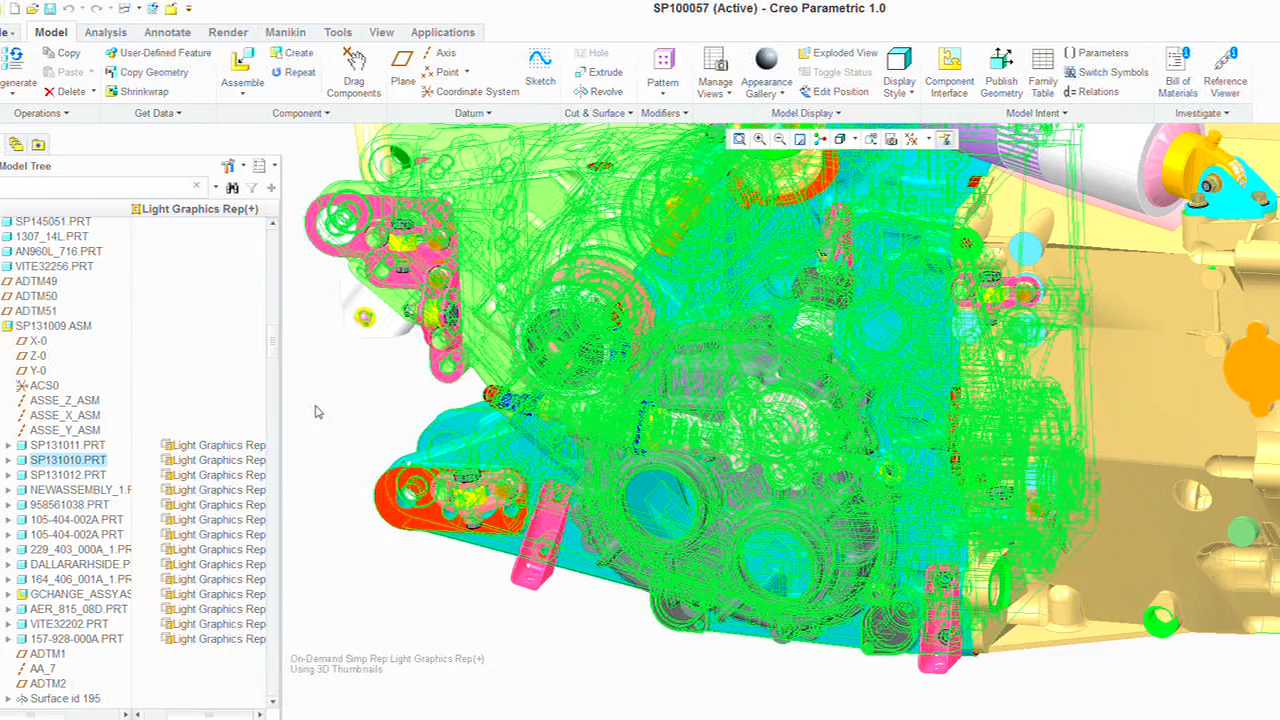 SP100057 (Active) - Creo Parametric 1.0
Model Analysis Annotate Render Manikin Tools View Applications
Copy User-Defined Feature Create Axis Hole Exploded View Parameters
Paste Copy Geometry Repeat Point Extrude Toggle Status Switch Symbols
Delete Shrinkwrap Coordinate System Revolve Edit Position Relations
generate Assemble Drag Components Plane Sketch Pattern Manage Views Appearance Gallery Display Style Component Interface Publish Geometry Family Table Bill of Materials Reference Viewer
Operations Get Data Component Datum Cut & Surface Modifiers Model Display Model Intent Investigate
Model Tree
Light Graphics Rep(+)
SP145051.PRT
1307_14L.PRT
AN960L_716.PRT
VITE32256.PRT
ADTM49
ADTM50
ADTM51
SP131009.ASM
X-0
Z-0
Y-0
ACS0
ASSE_Z_ASM
ASSE_X_ASM
ASSE_Y_ASM
SP131011.PRT Light Graphics Rep
SP131010.PRT Light Graphics Rep
SP131012.PRT Light Graphics Rep
NEWASSEMBLY_1.F Light Graphics Rep
958561038.PRT Light Graphics Rep
105-404-002A.PRT Light Graphics Rep
105-404-002A.PRT Light Graphics Rep
229_403_000A_1.PR Light Graphics Rep
DALLARARHSIDE.P Light Graphics Rep
164_406_001A_1.PR Light Graphics Rep
GCHANGE_ASSYAS Light Graphics Rep
AER_815_08D.PRT Light Graphics Rep
VITE32202.PRT Light Graphics Rep
157-928-000A.PRT Light Graphics Rep
ADTM1
AA_7
ADTM2
Surface id 195
On-Demand Simp Rep:Light Graphics Rep(+)
Using 3D Thumbnails